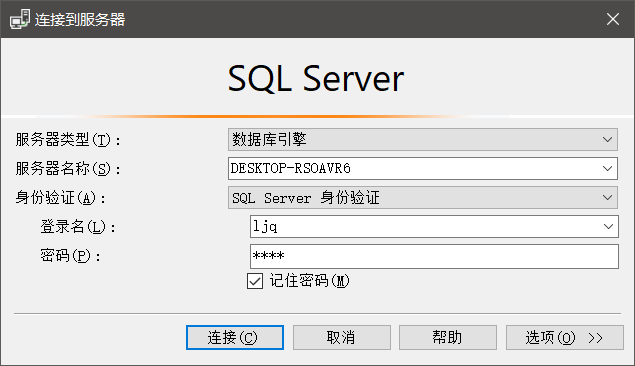 连接到服务器
SQL Server
服务器类型(T): 数据库引擎
服务器名称(S): DESKTOP-RSOAVR6
身份验证(A): SQL Server 身份验证
登录名(L): ljq
密码(P): ****
记住密码(M)
连接(C) 取消 帮助 选项(O) >>